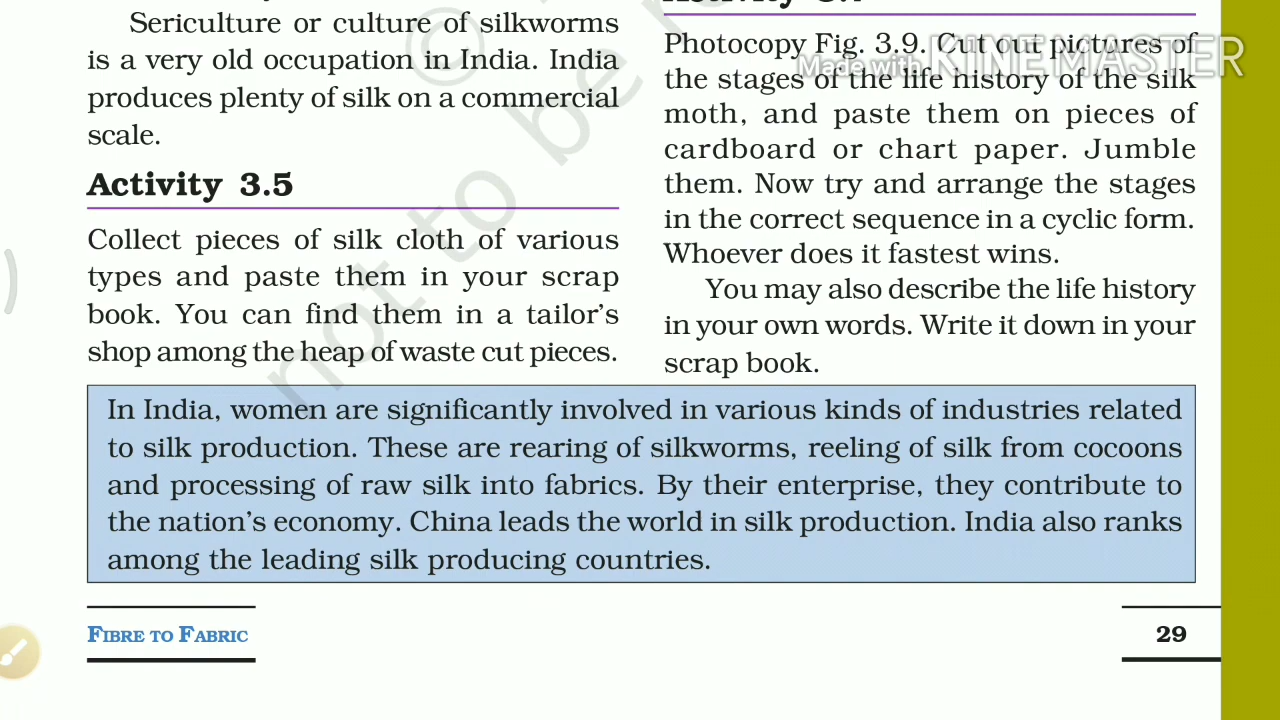 Sericulture or culture of silkworms
is a very old occupation in India. India
produces plenty of silk on a commercial
scale.
Activity 3.5
Collect pieces of silk cloth of various
types and paste them in your scrap
book. You can find them in a tailor's
shop among the heap of waste cut pieces.
Photocopy Fig. 3.9. Cut out pictures of
the stages of the life history of the silk
moth, and paste them on pieces of
cardboard or chart paper. Jumble
them. Now try and arrange the stages
in the correct sequence in a cyclic form.
Whoever does it fastest wins.
You may also describe the life history
in your own words. Write it down in your
scrap book.
In India, women are significantly involved in various kinds of industries related
to silk production. These are rearing of silkworms, reeling of silk from cocoons
and processing of raw silk into fabrics. By their enterprise, they contribute to
the nation's economy. China leads the world in silk production. India also ranks
among the leading silk producing countries.
FIBRE TO FABRIC
29
Made with KINEMASTER
©
not to be